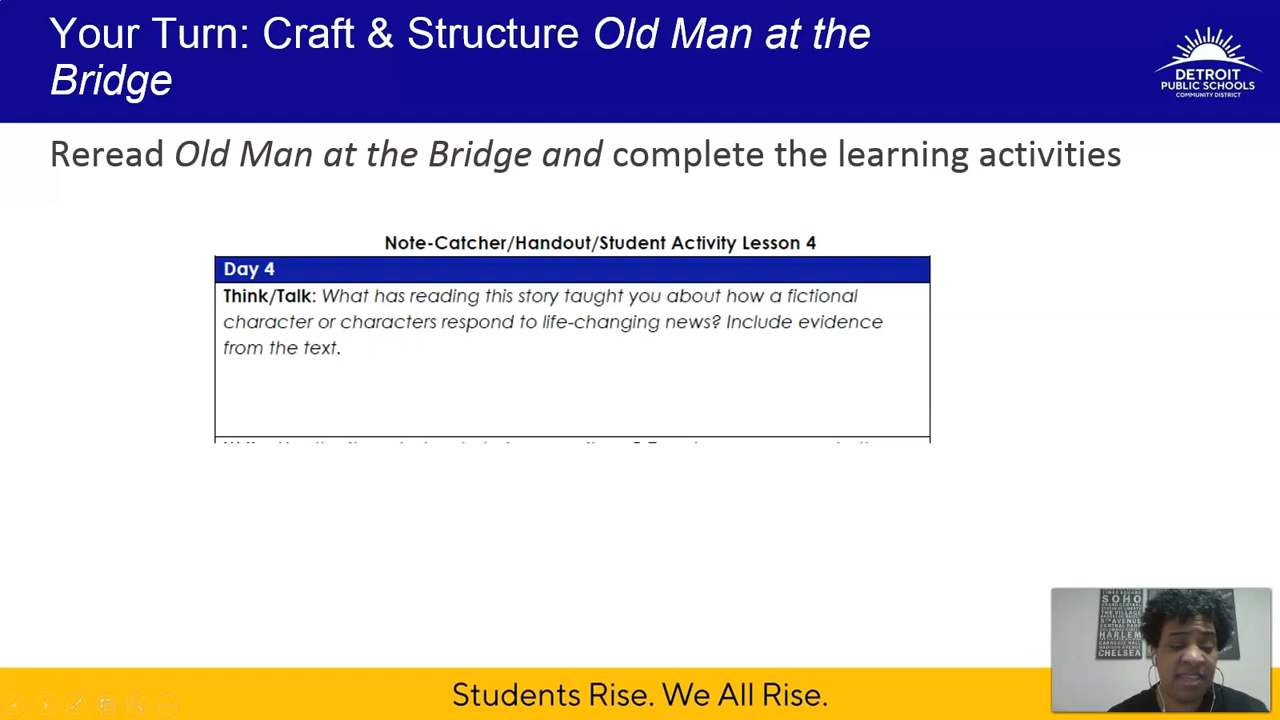 Your Turn: Craft & Structure Old Man at the
Bridge
DETROIT
PUBLIC SCHOOLS
COMMUNITY DISTRICT
Reread Old Man at the Bridge and complete the learning activities
Note-Catcher/Handout/Student Activity Lesson 4
Day 4
Think/Talk: What has reading this story taught you about how a fictional
character or characters respond to life-changing news? Include evidence
from the text.
SOHO
HARLEM
CHELSEA
Students Rise. We All Rise.